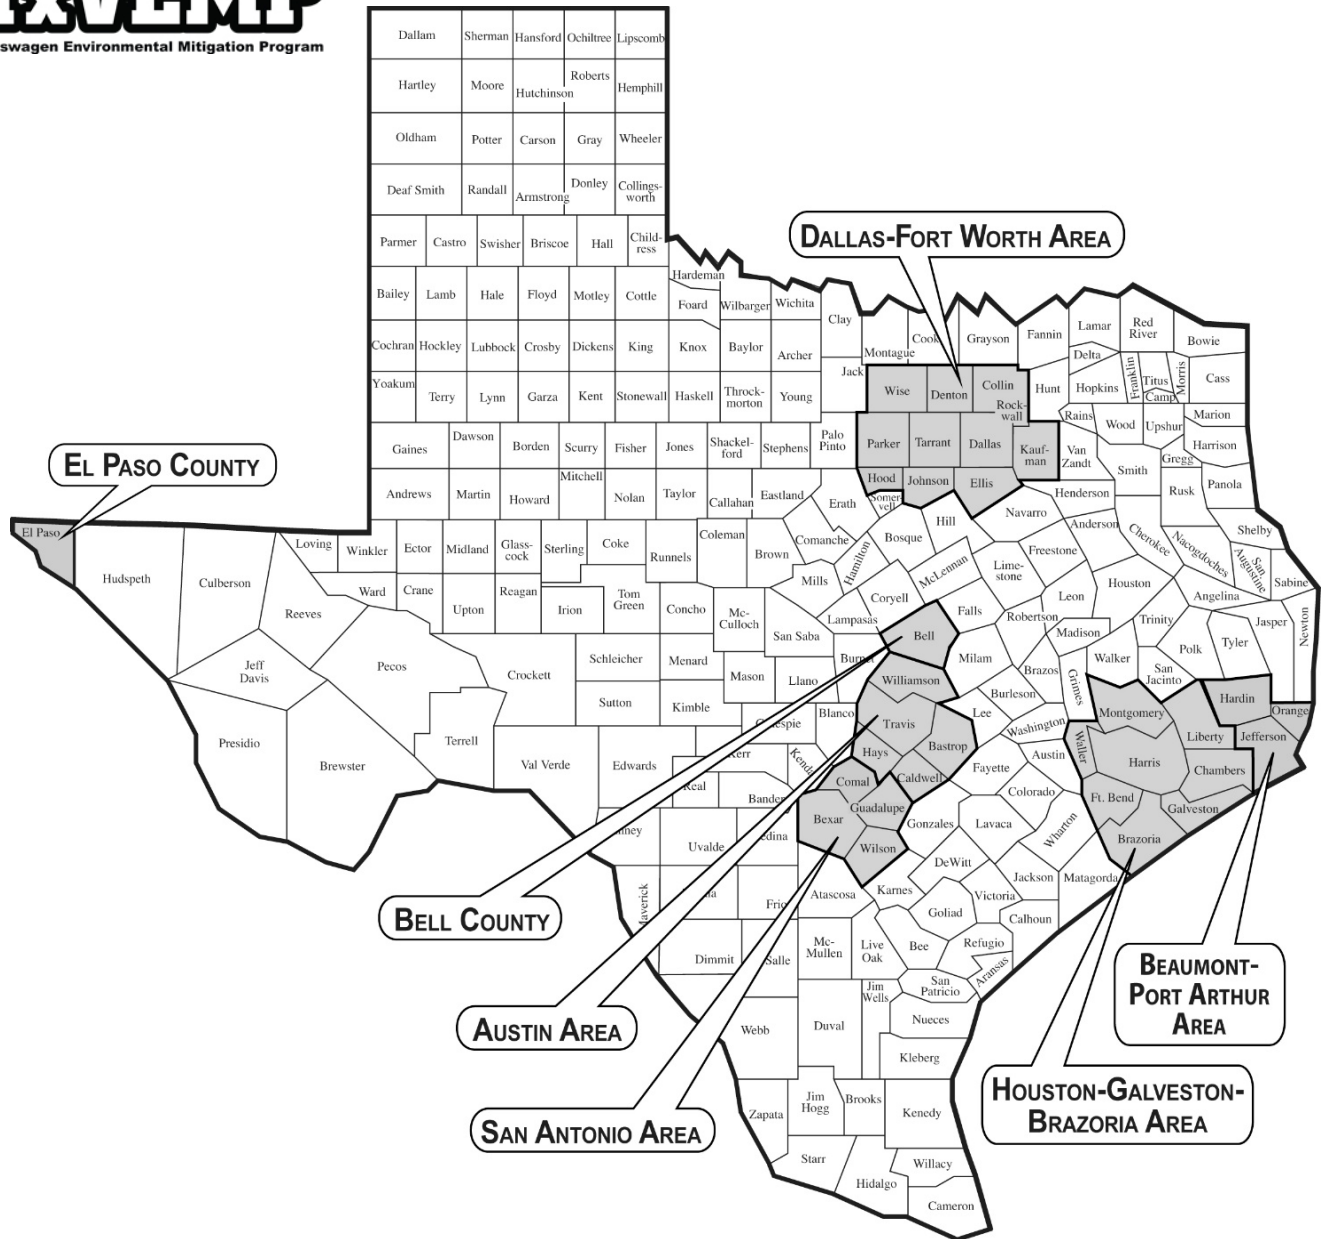 TxVEMP
swagen Environmental Mitigation Program
Dallam
Sherman
Hansford
Ochiltree
Lipscomb
Hartley
Moore
Hutchinson
Roberts
Hemphill
Oldham
Potter
Carson
Gray
Wheeler
Deaf Smith
Randall
Armstrong
Donley
Collings-
worth
Parmer
Castro
Swisher
Briscoe
Hall
Child-
ress
DALLAS-FORT WORTH AREA
Hardeman
Bailey
Lamb
Hale
Floyd
Motley
Cottle
Foard
Wilbarger
Wichita
Clay
Montague
Cook
Grayson
Fannin
Lamar
Red
River
Bowie
Cochran
Hockley
Lubbock
Crosby
Dickens
King
Knox
Baylor
Archer
Jack
Wise
Denton
Collin
Rock-
wall
Hunt
Delta
Hopkins
Franklin
Titus
Camp
Morris
Cass
Yoakum
Terry
Lynn
Garza
Kent
Stonewall
Haskell
Throck-
morton
Young
Rains
Wood
Upshur
Marion
Gaines
Dawson
Borden
Scurry
Fisher
Jones
Shackel-
ford
Stephens
Palo
Pinto
Parker
Tarrant
Dallas
Kauf-
man
Van
Zandt
Smith
Gregg
Harrison
EL PASO COUNTY
Andrews
Martin
Howard
Mitchell
Nolan
Taylor
Callahan
Eastland
Erath
Hood
Somer-
vell
Johnson
Ellis
Henderson
Rusk
Panola
El Paso
Hudspeth
Culberson
Reeves
Loving
Winkler
Ector
Midland
Glass-
cock
Sterling
Coke
Runnels
Coleman
Brown
Comanche
Hamilton
Bosque
Hill
Navarro
Anderson
Cherokee
Nacogdoches
Shelby
San
Augustine
Sabine
Ward
Crane
Upton
Reagan
Irion
Tom
Green
Concho
Mc-
Culloch
San Saba
Mills
Lampasas
Coryell
McLennan
Lime-
stone
Freestone
Leon
Houston
Angelina
Trinity
Jasper
Newton
Jeff
Davis
Pecos
Crockett
Schleicher
Menard
Mason
Llano
Burnet
Bell
Falls
Robertson
Madison
Walker
San
Jacinto
Polk
Tyler
Presidio
Brewster
Terrell
Val Verde
Sutton
Kimble
Edwards
Blanco
Williamson
Milam
Brazos
Burleson
Grimes
Travis
Lee
Washington
Montgomery
Hardin
Orange
Jefferson
Liberty
Hays
Bastrop
Austin
Waller
Harris
Chambers
Real
Comal
Caldwell
Fayette
Colorado
Ft. Bend
Galveston
Uvalde
Bexar
Guadalupe
Gonzales
Lavaca
Wharton
Brazoria
Wilson
DeWitt
Jackson
Matagorda
Atascosa
Karnes
Goliad
Victoria
Calhoun
BELL COUNTY
Dimmit
Mc-
Mullen
Live
Oak
Bee
Refugio
Aransas
San
Patricio
Jim
Wells
BEAUMONT-
PORT ARTHUR
AREA
AUSTIN AREA
Webb
Duval
Nueces
Kleberg
HOUSTON-GALVESTON-
BRAZORIA AREA
SAN ANTONIO AREA
Zapata
Jim
Hogg
Brooks
Kenedy
Starr
Hidalgo
Willacy
Cameron